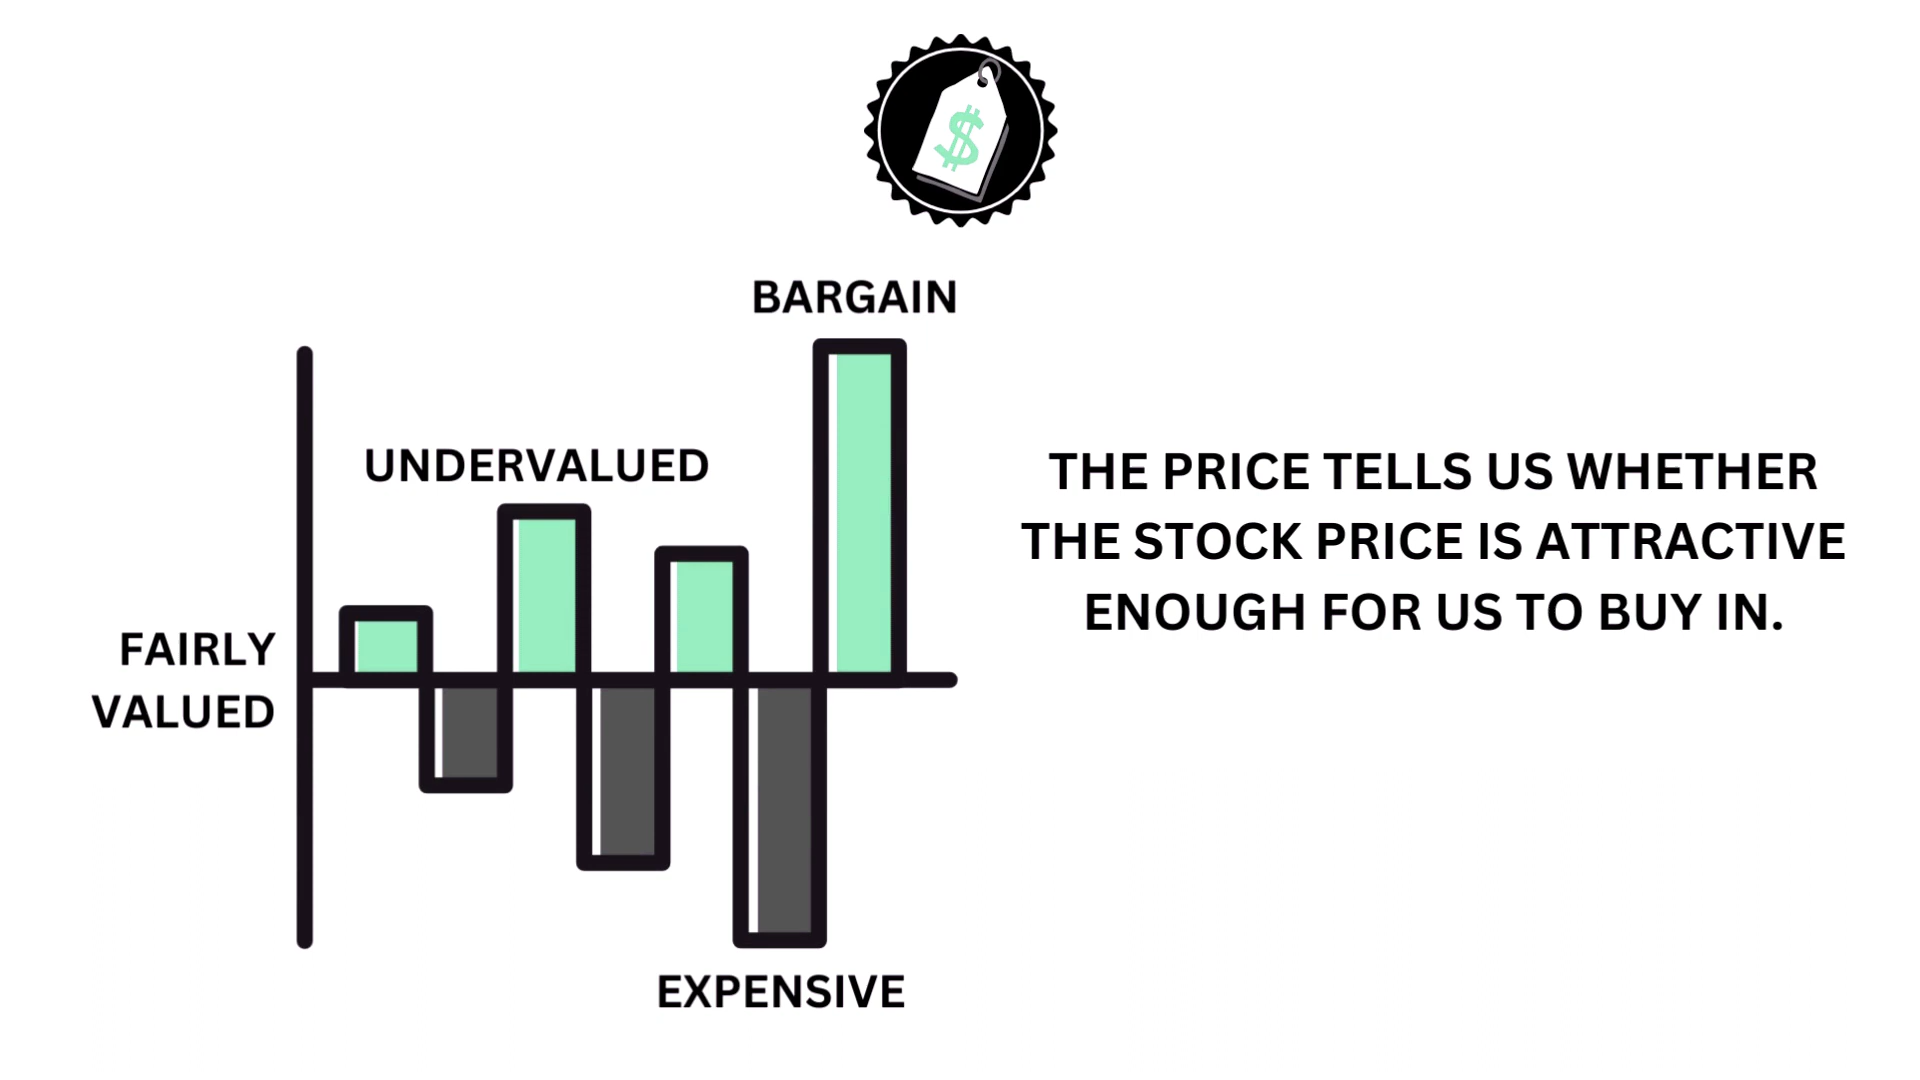 $
BARGAIN
UNDERVALUED
FAIRLY
VALUED
EXPENSIVE
THE PRICE TELLS US WHETHER
THE STOCK PRICE IS ATTRACTIVE
ENOUGH FOR US TO BUY IN.